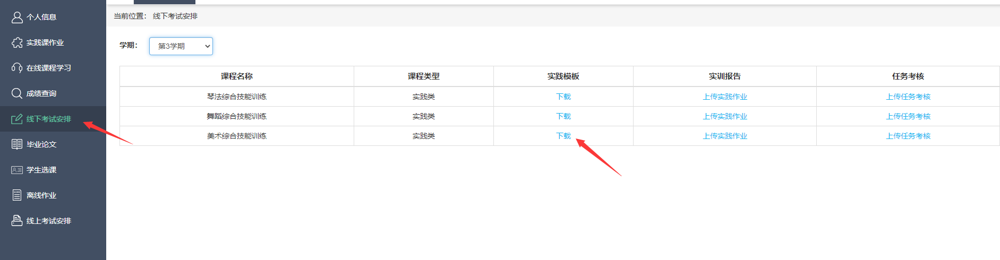 个人信息
实践课作业
在线课程学习
成绩查询
线下考试安排
毕业论文
学生选课
离线作业
线上考试安排
当前位置： 线下考试安排
学期： 第3学期
课程名称 课程类型 实践模板 实训报告 任务考核
琴法综合技能训练 实践类 下载 上传实践作业 上传任务考核
舞蹈综合技能训练 实践类 下载 上传实践作业 上传任务考核
美术综合技能训练 实践类 下载 上传实践作业 上传任务考核